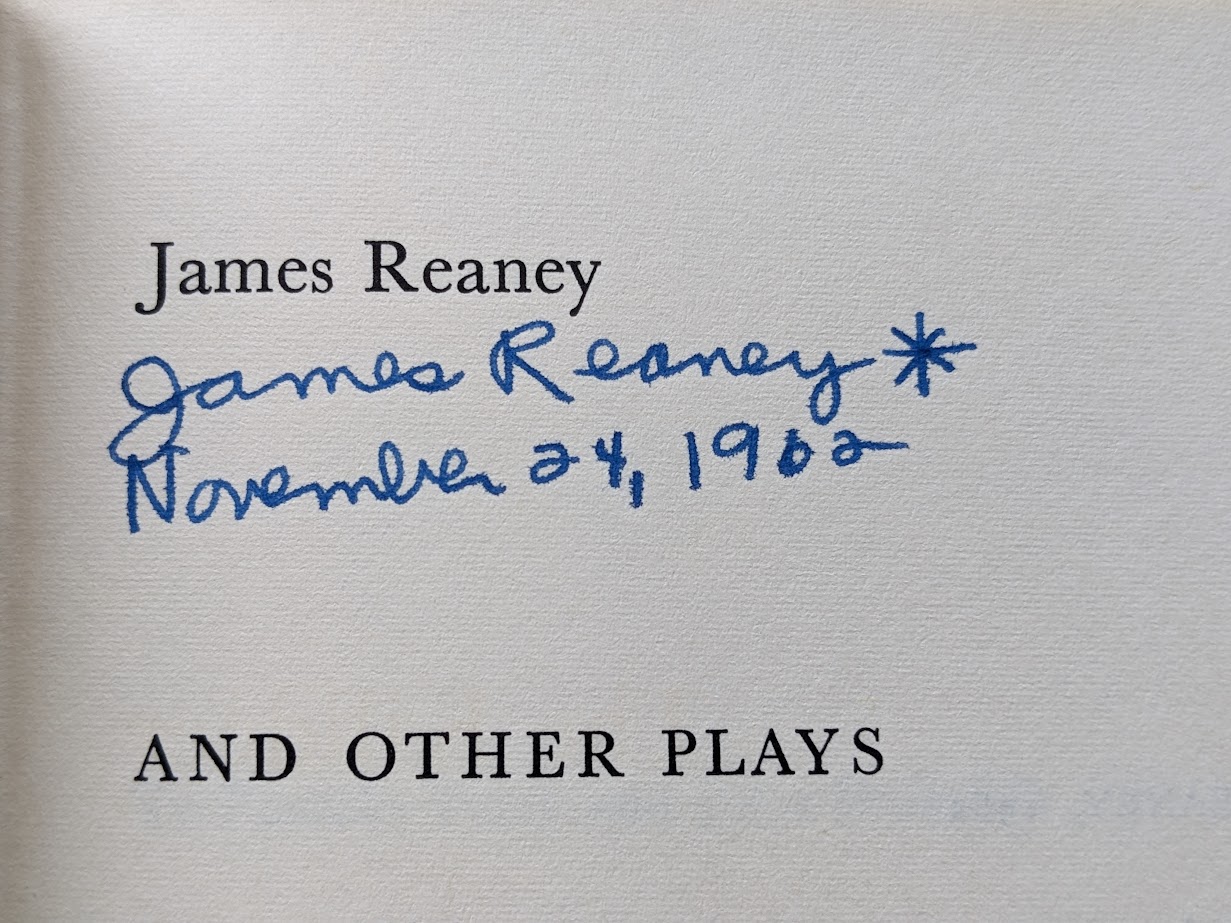 James Reaney
James Reaney *
November 24, 1962
AND OTHER PLAYS